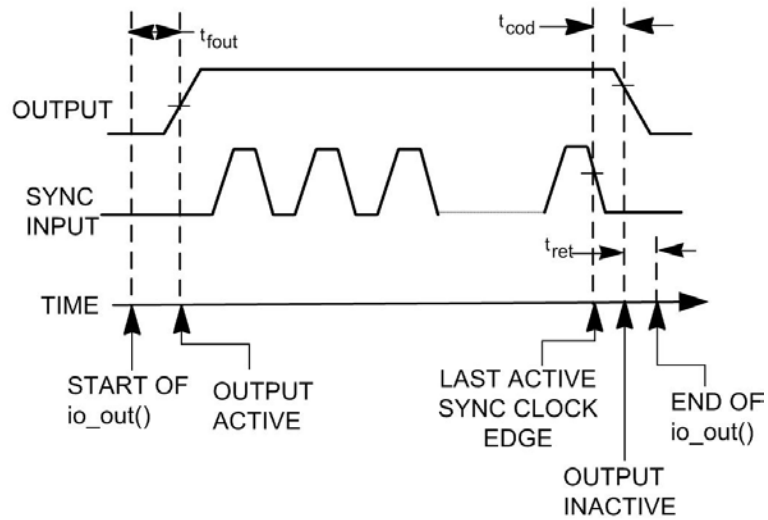 t_fout
t_cod
OUTPUT
SYNC
INPUT
t_ret
TIME
START OF
io_out()
OUTPUT
ACTIVE
LAST ACTIVE
SYNC CLOCK
EDGE
END OF
io_out()
OUTPUT
INACTIVE